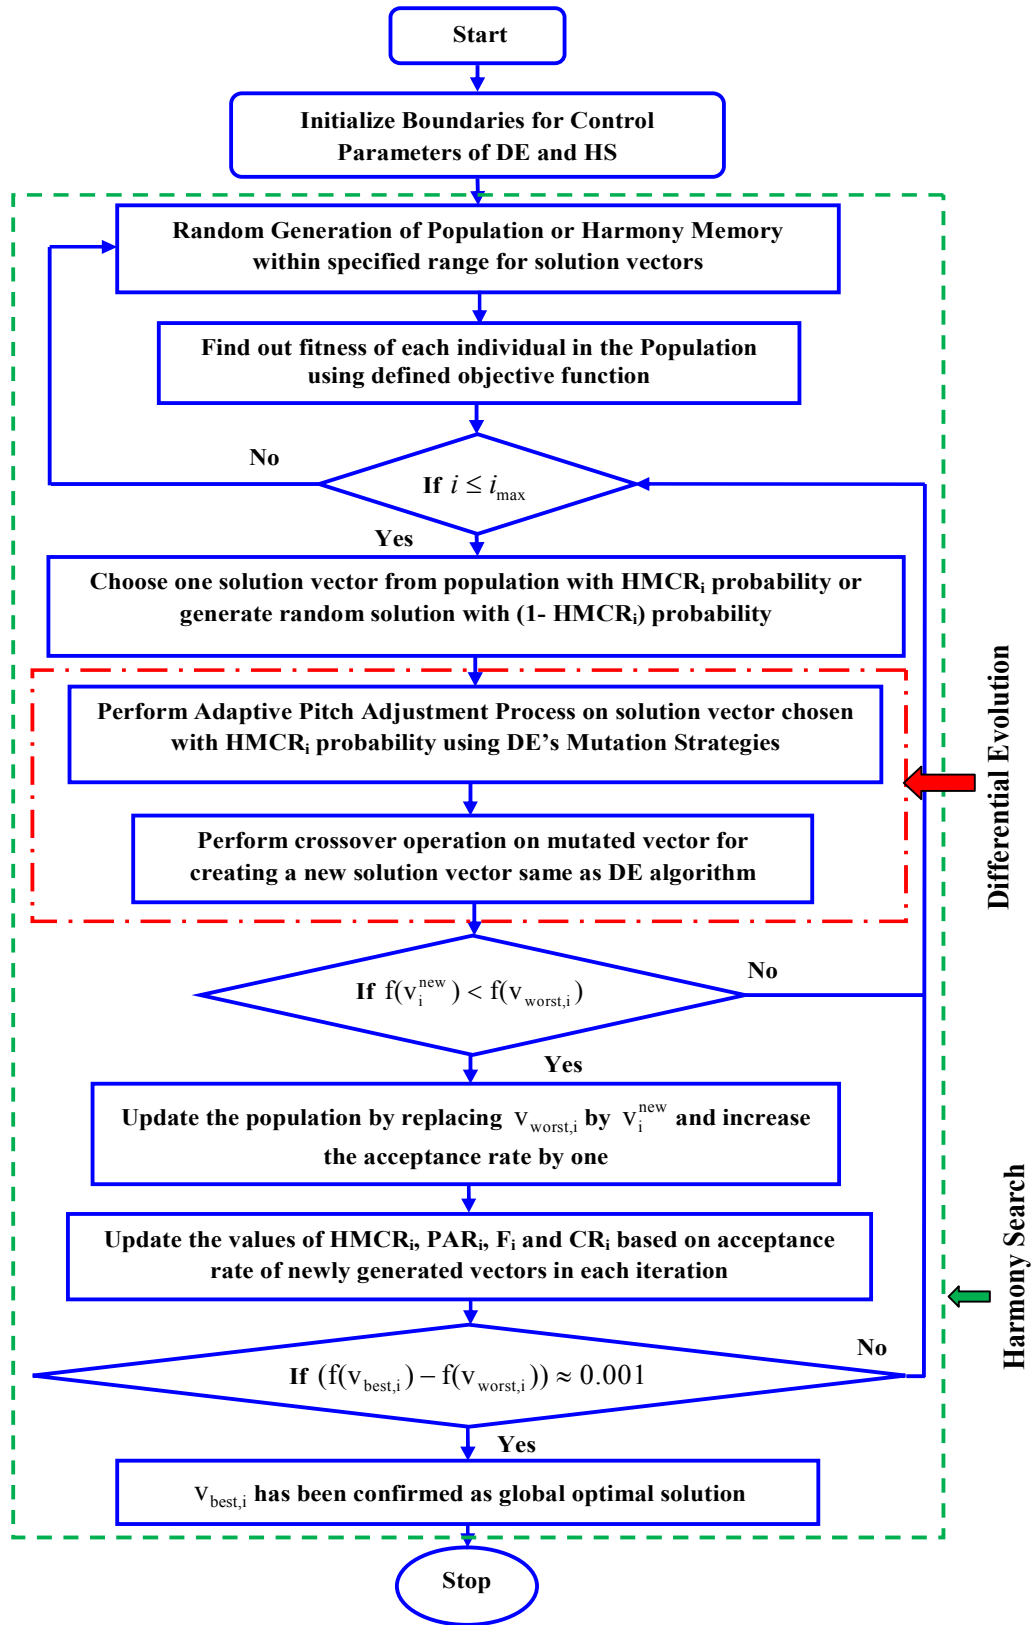 Start
Initialize Boundaries for Control
Parameters of DE and HS
Random Generation of Population or Harmony Memory
within specified range for solution vectors
Find out fitness of each individual in the Population
using defined objective function
No
If i ≤ i_max
Yes
Choose one solution vector from population with HMCR_i probability or
generate random solution with (1- HMCR_i) probability
Perform Adaptive Pitch Adjustment Process on solution vector chosen
with HMCR_i probability using DE’s Mutation Strategies
Perform crossover operation on mutated vector for
creating a new solution vector same as DE algorithm
Differential Evolution
If f(v_i^new) < f(v_worst,i)
No
Yes
Update the population by replacing v_worst,i by v_i^new and increase
the acceptance rate by one
Update the values of HMCR_i, PAR_i, F_i and CR_i based on acceptance
rate of newly generated vectors in each iteration
Harmony Search
If (f(v_best,i) − f(v_worst,i)) ≈ 0.001
No
Yes
v_best,i has been confirmed as global optimal solution
Stop